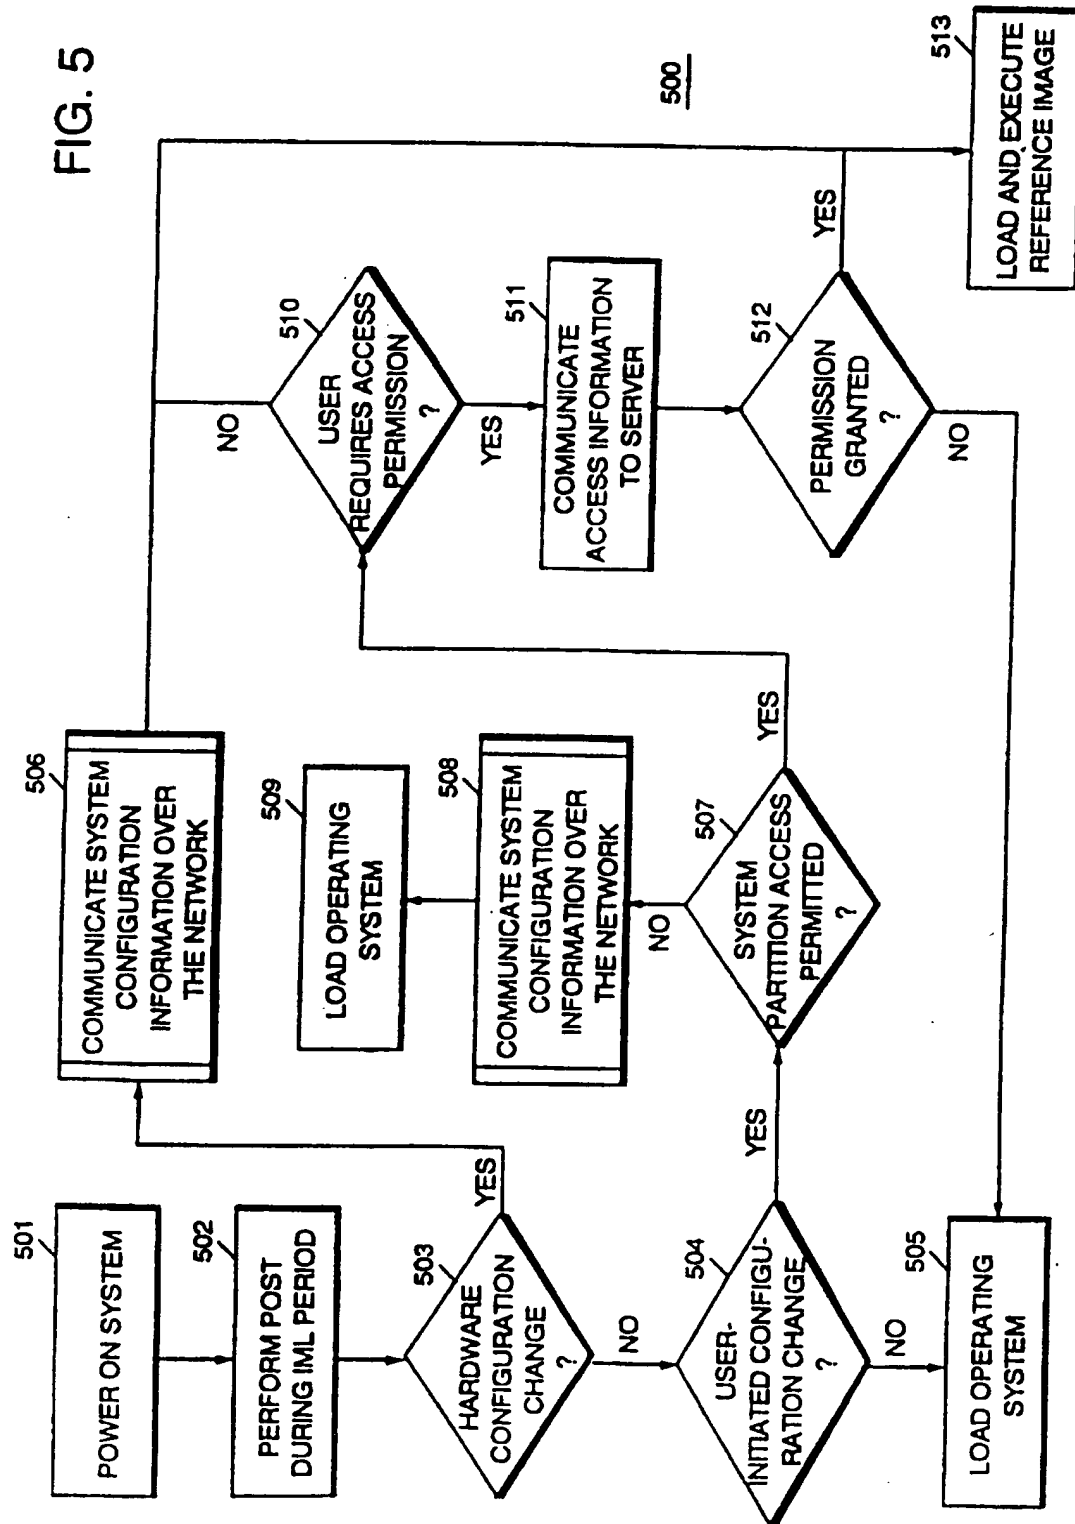 FIG. 5
500
501
POWER ON SYSTEM
502
PERFORM POST
DURING IML PERIOD
503
HARDWARE
CONFIGURATION
CHANGE
?
YES
NO
504
USER-
INITIATED CONFIGU-
RATION CHANGE
?
YES
NO
505
LOAD OPERATING
SYSTEM
506
COMMUNICATE SYSTEM
CONFIGURATION
INFORMATION OVER
THE NETWORK
509
LOAD OPERATING
SYSTEM
508
COMMUNICATE SYSTEM
CONFIGURATION
INFORMATION OVER
THE NETWORK
NO
507
SYSTEM
PARTITION ACCESS
PERMITTED
?
YES
510
USER
REQUIRES ACCESS
PERMISSION
?
NO
YES
511
COMMUNICATE
ACCESS INFORMATION
TO SERVER
512
PERMISSION
GRANTED
?
YES
NO
513
LOAD AND EXECUTE
REFERENCE IMAGE